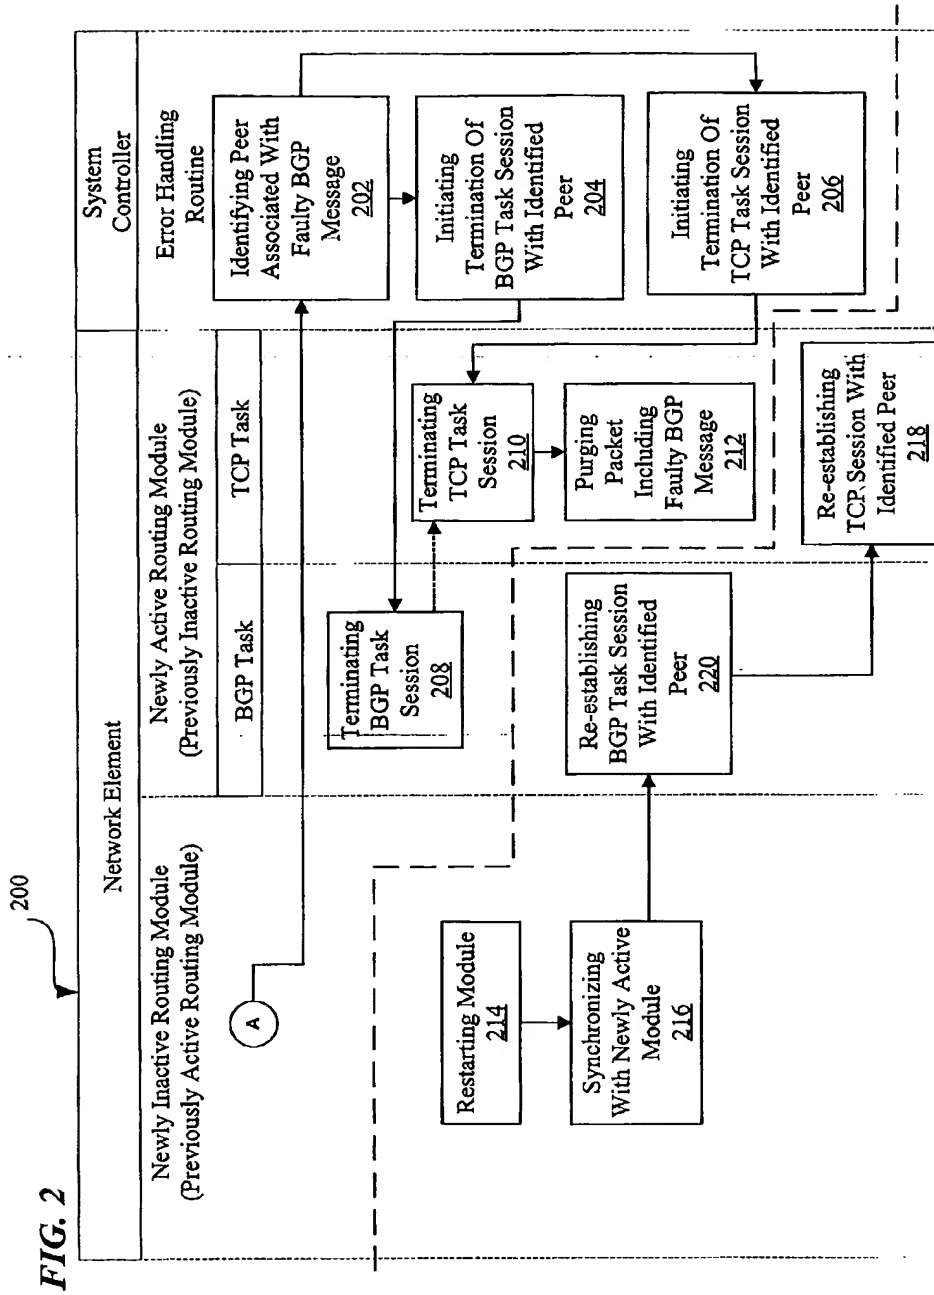 FIG. 2
200
Network Element
System
Controller
Newly Inactive Routing Module
(Previously Active Routing Module)
Newly Active Routing Module
(Previously Inactive Routing Module)
Error Handling
Routine
BGP Task
TCP Task
A
Identifying Peer
Associated With
Faulty BGP
Message
202
Initiating
Termination Of
BGP Task Session
With Identified
Peer
204
Initiating
Termination Of
TCP Task Session
With Identified
Peer
206
Terminating
BGP Task
Session
208
Terminating
TCP Task
Session
210
Purging
Packet
Including
Faulty BGP
Message
212
Restarting Module
214
Synchronizing
With Newly Active
Module
216
Re-establishing
BGP Task Session
With Identified
Peer
220
Re-establishing
TCP Session With
Identified Peer
218